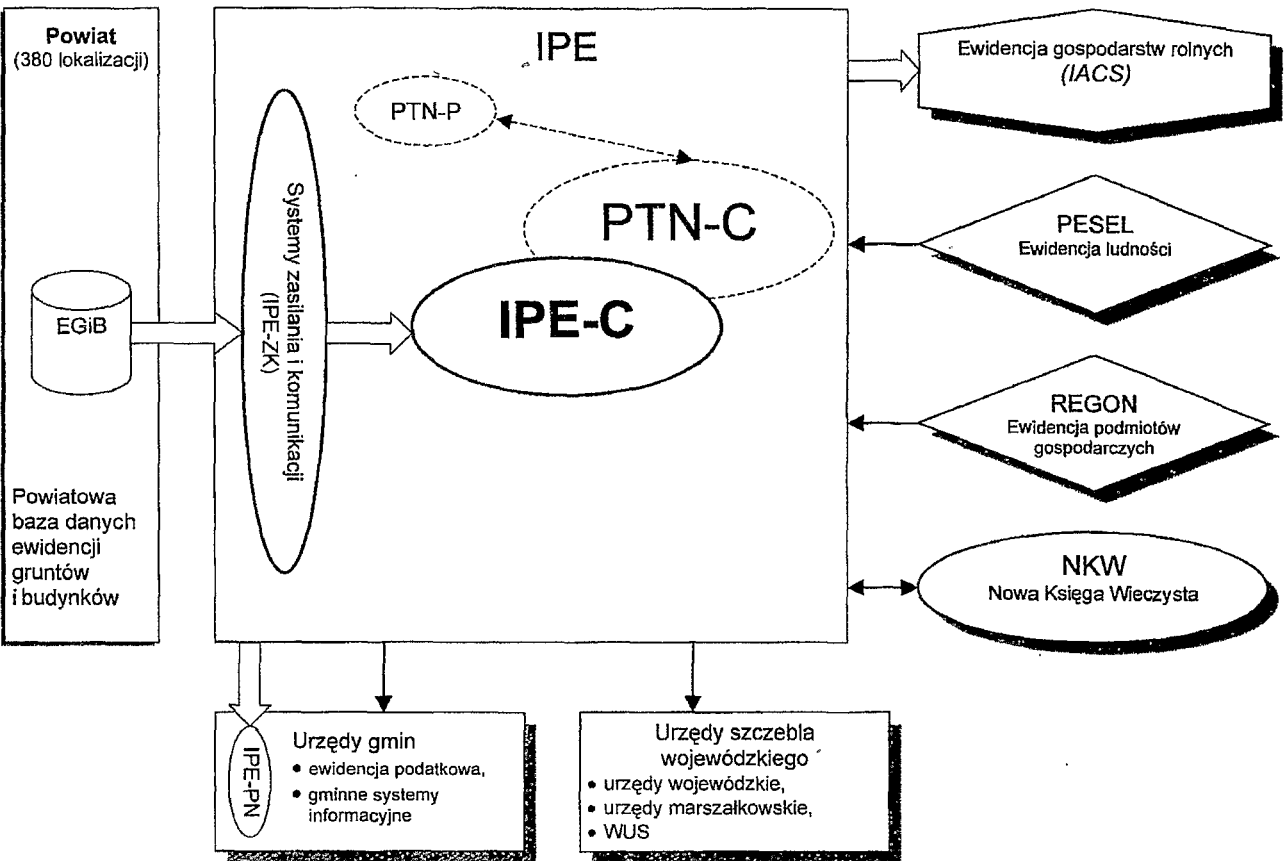 Powiat
(380 lokalizacji)
EGiB
Powiatowa
baza danych
ewidencji
gruntów
i budynków
IPE
PTN-P
PTN-C
IPE-C
Systemy zasilania i komunikacji
(IPE-ZK)
Ewidencja gospodarstw rolnych
(IACS)
PESEL
Ewidencja ludności
REGON
Ewidencja podmiotów
gospodarczych
NKW
Nowa Księga Wieczysta
IPE-PN
Urzędy gmin
• ewidencja podatkowa,
• gminne systemy
informacyjne
Urzędy szczebla
wojewódzkiego
• urzędy wojewódzkie,
• urzędy marszałkowskie,
• WUS